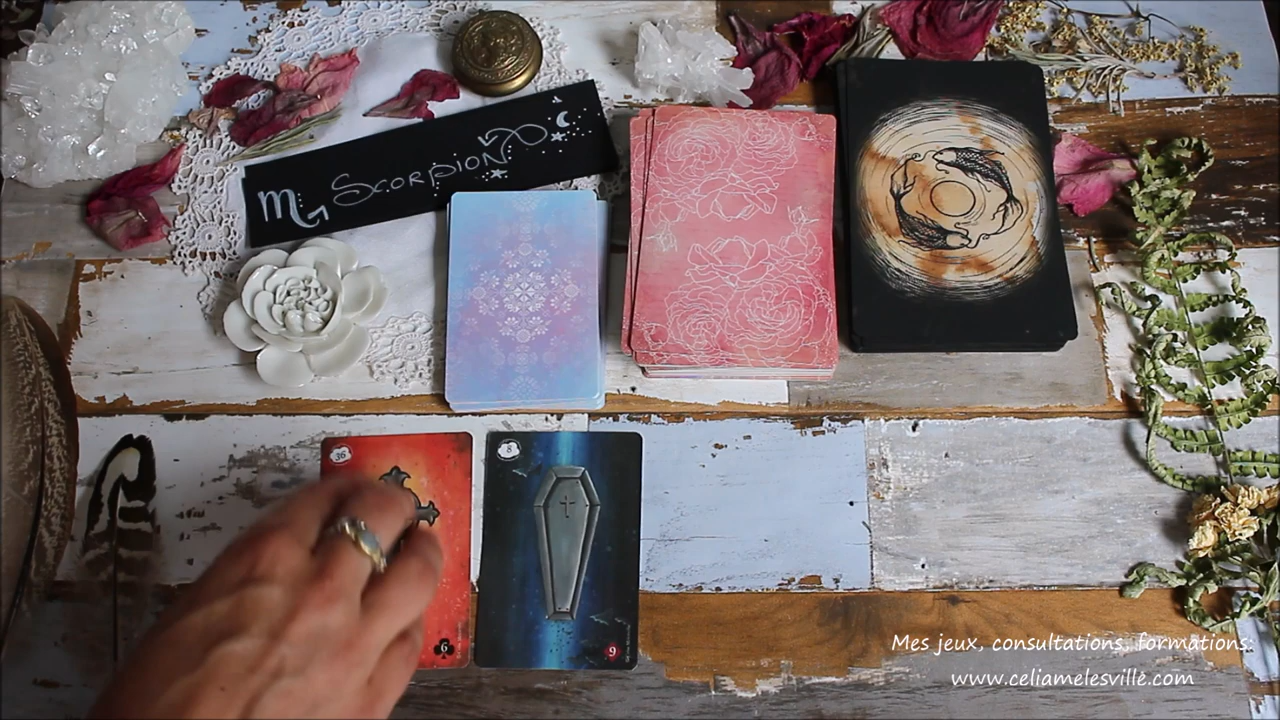 ♏ Scorpion
36
6
8
9
Mes jeux, consultations, formations:
www.celiamelesville.com